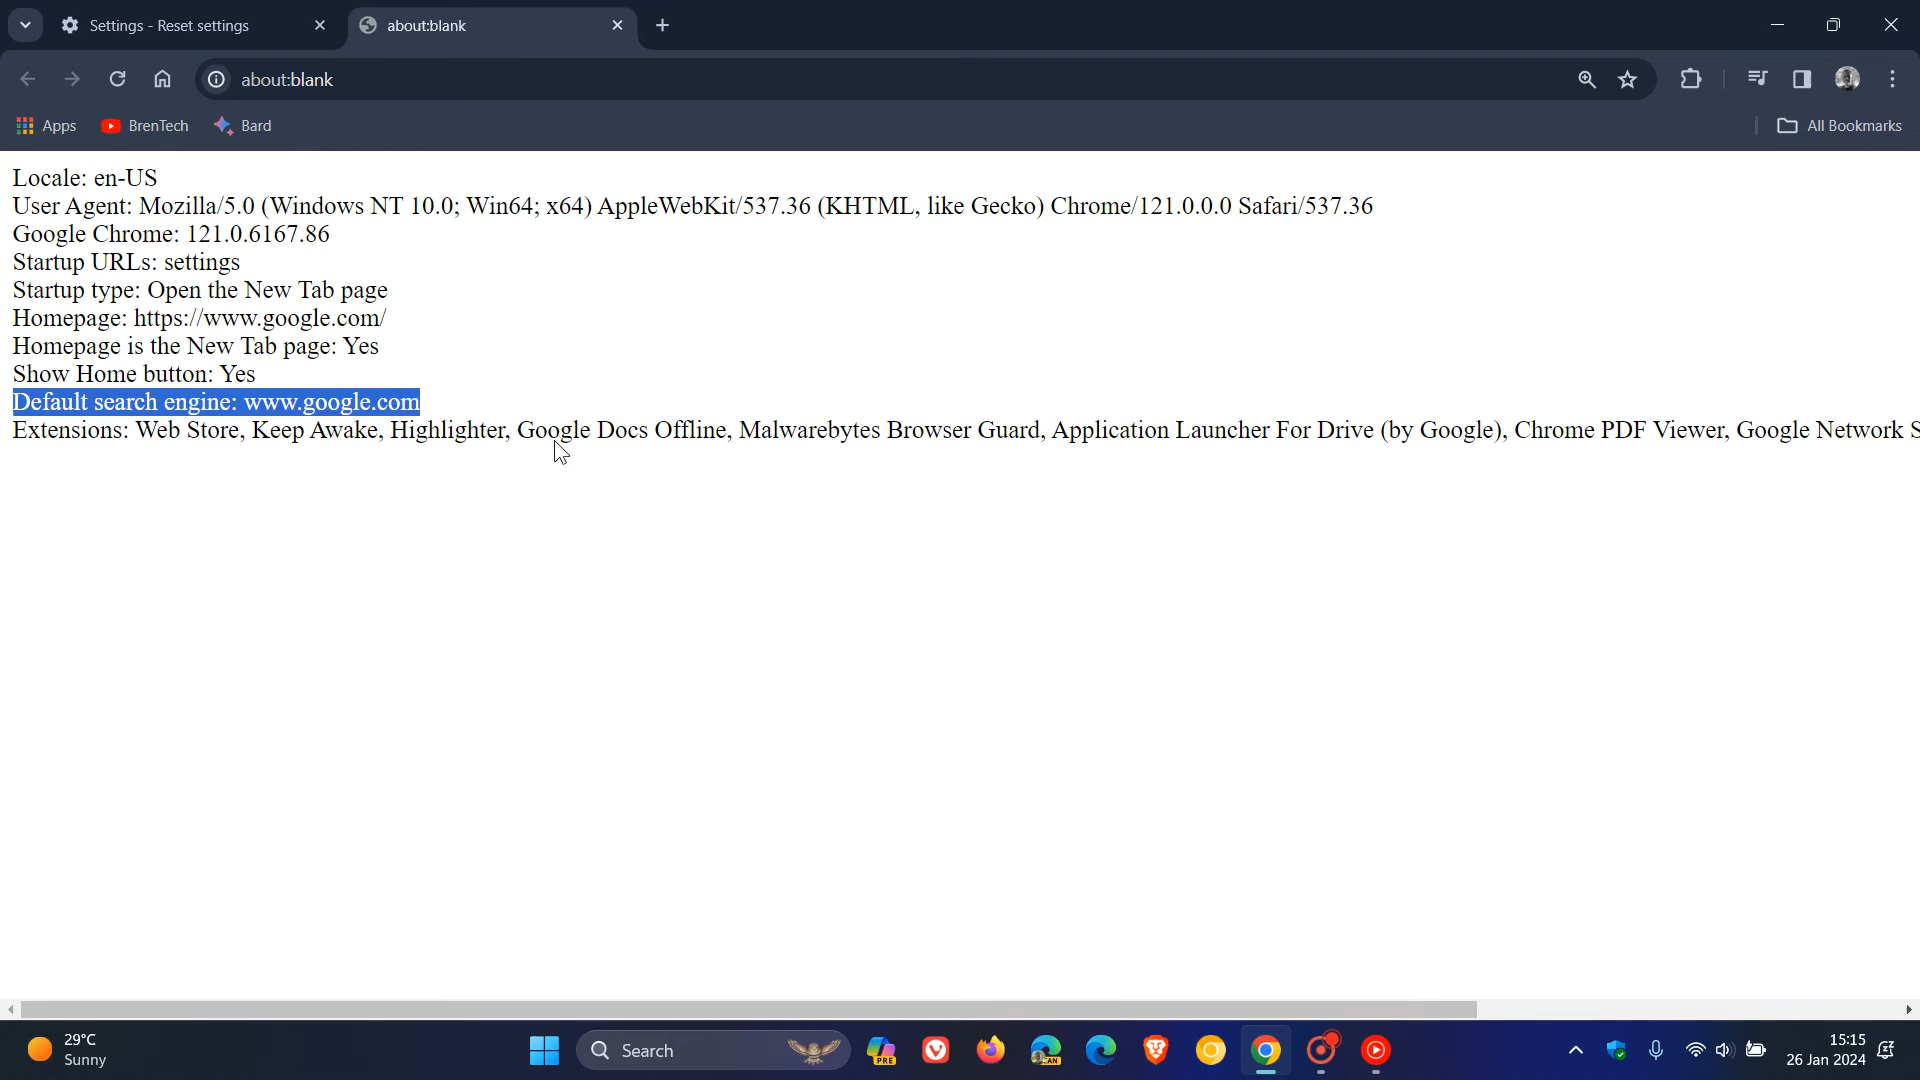 Settings - Reset settings
about:blank
about:blank
Apps
BrenTech
Bard
All Bookmarks
Locale: en-US
User Agent: Mozilla/5.0 (Windows NT 10.0; Win64; x64) AppleWebKit/537.36 (KHTML, like Gecko) Chrome/121.0.0.0 Safari/537.36
Google Chrome: 121.0.6167.86
Startup URLs: settings
Startup type: Open the New Tab page
Homepage: https://www.google.com/
Homepage is the New Tab page: Yes
Show Home button: Yes
Default search engine: www.google.com
Extensions: Web Store, Keep Awake, Highlighter, Google Docs Offline, Malwarebytes Browser Guard, Application Launcher For Drive (by Google), Chrome PDF Viewer, Google Network S
29°C
Sunny
Search
PRE
CAN
15:15
26 Jan 2024